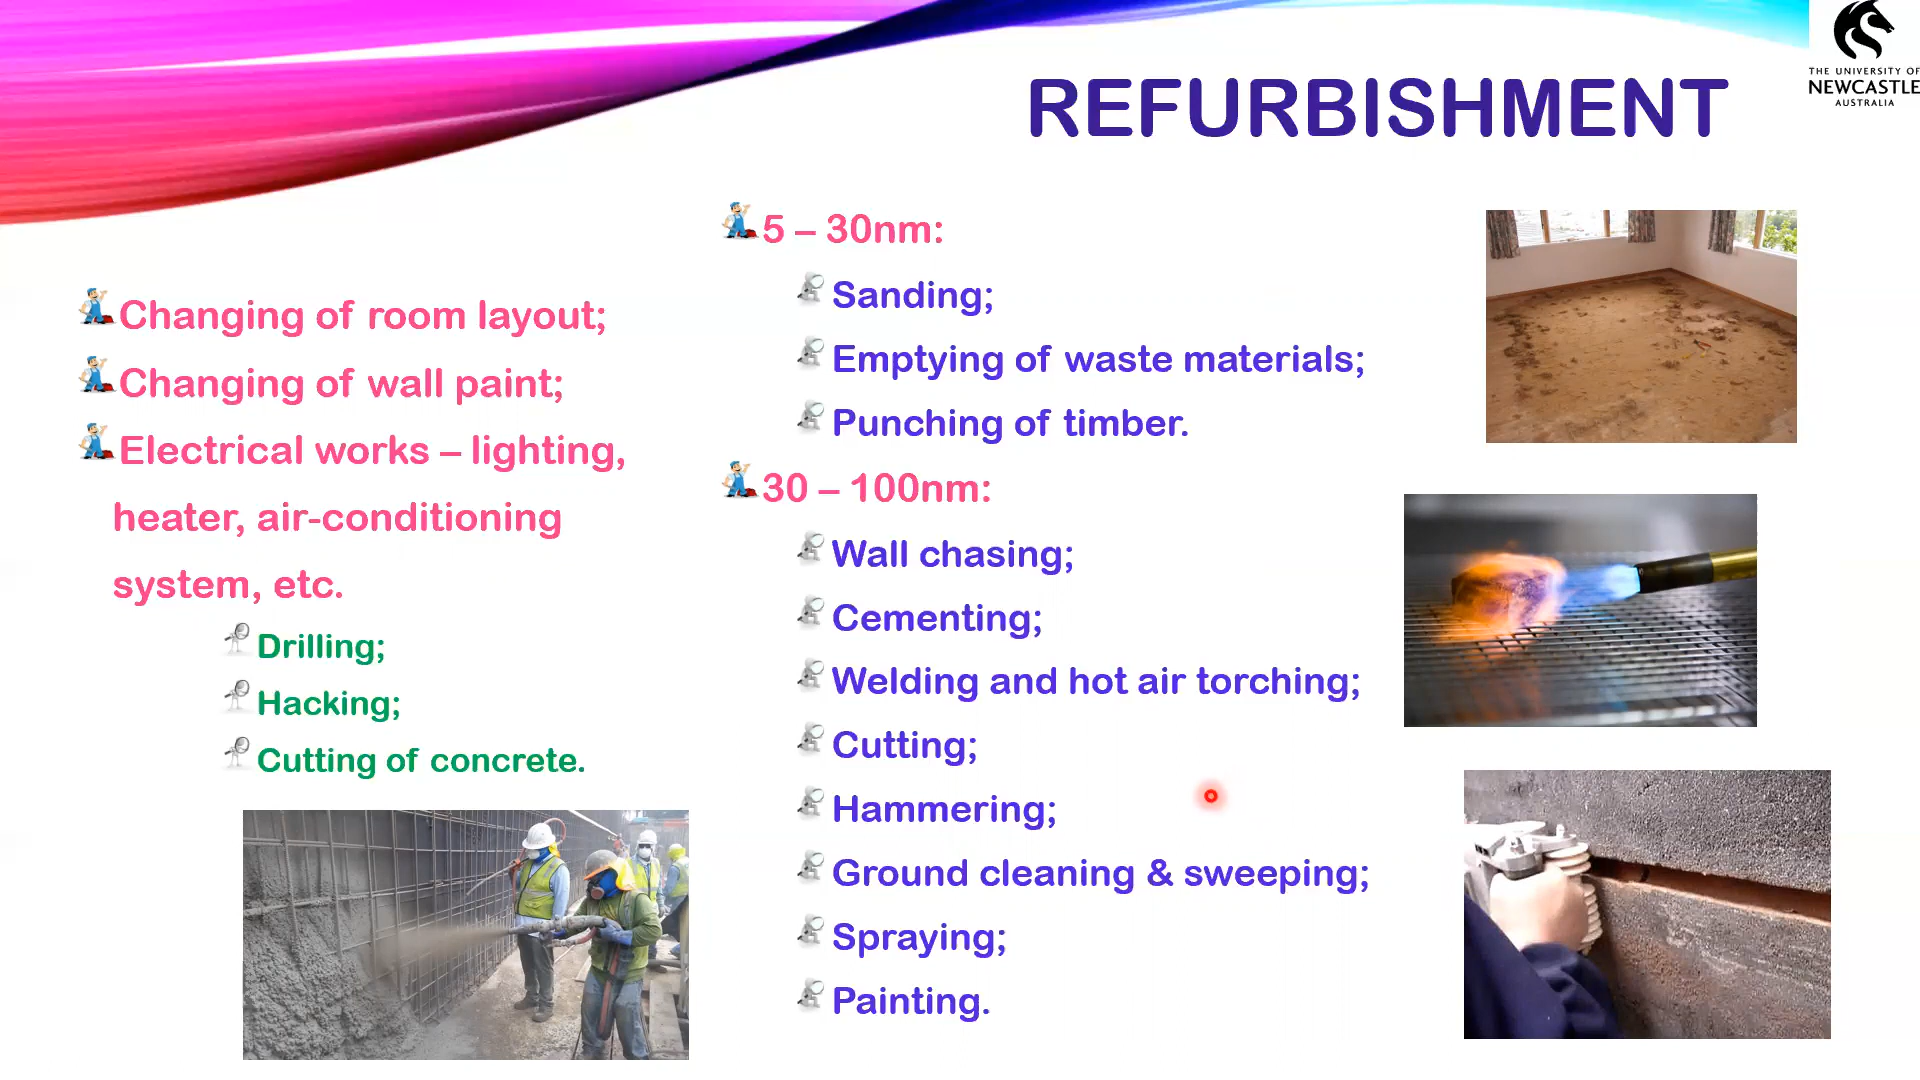 REFURBISHMENT
THE UNIVERSITY OF
NEWCASTLE
AUSTRALIA
Changing of room layout;
Changing of wall paint;
Electrical works – lighting,
heater, air-conditioning
system, etc.
Drilling;
Hacking;
Cutting of concrete.
5 – 30nm:
Sanding;
Emptying of waste materials;
Punching of timber.
30 – 100nm:
Wall chasing;
Cementing;
Welding and hot air torching;
Cutting;
Hammering;
Ground cleaning & sweeping;
Spraying;
Painting.